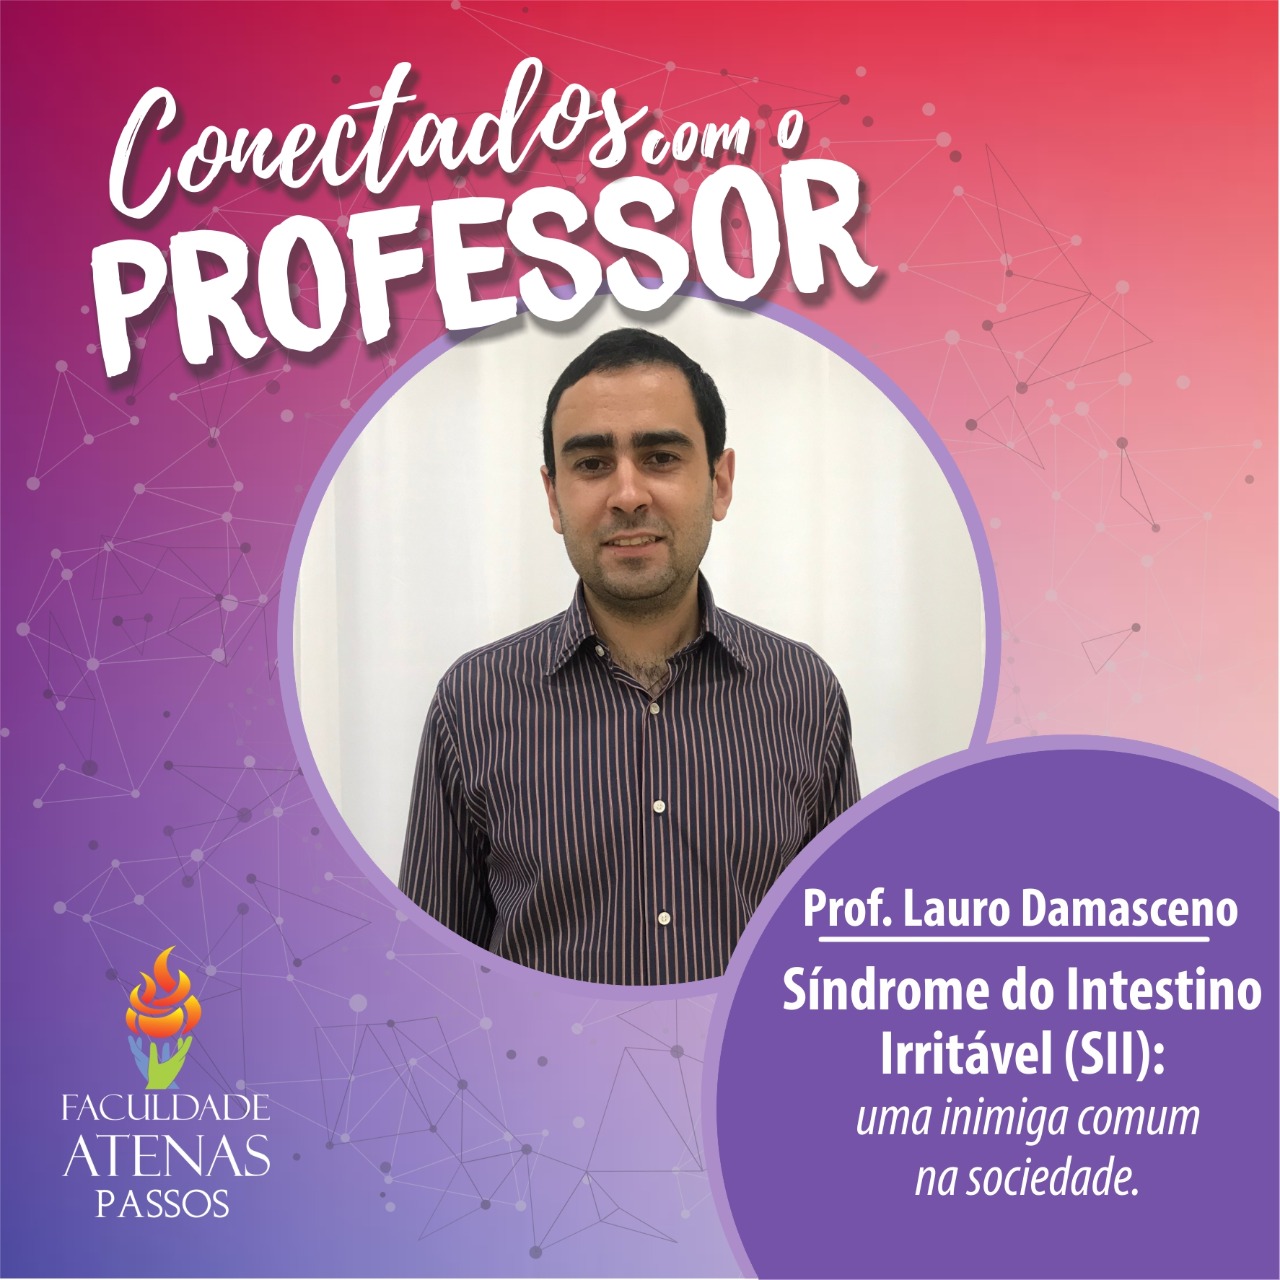 Conectados com o
PROFESSOR
Prof. Lauro Damasceno
Síndrome do Intestino
Irritável (SII):
uma inimiga comum
na sociedade.
FACULDADE
ATENAS
PASSOS